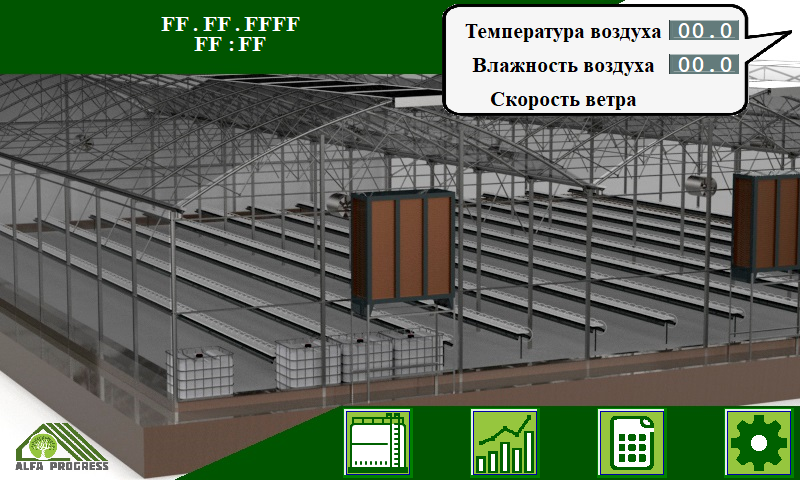 FF.FF.FFFF
FF:FF
Температура воздуха 00.0
Влажность воздуха 00.0
Скорость ветра
ALFA PROGRESS